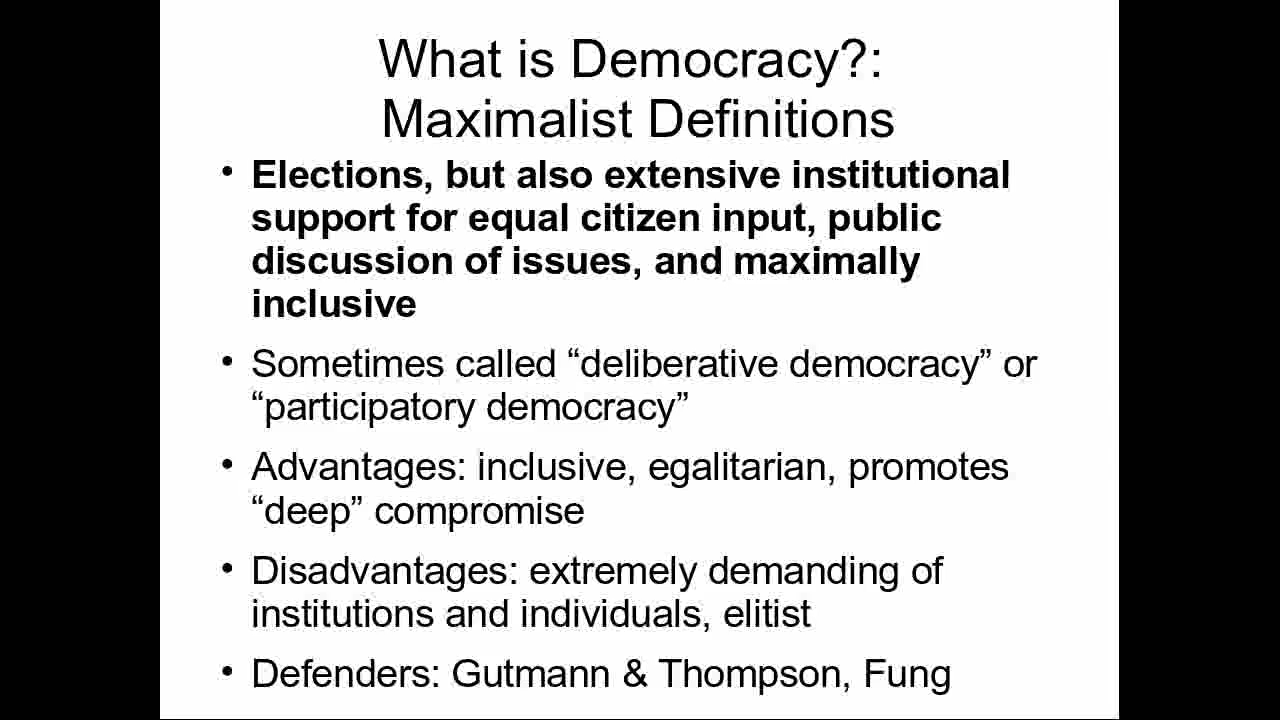 What is Democracy?:
Maximalist Definitions
• Elections, but also extensive institutional
support for equal citizen input, public
discussion of issues, and maximally
inclusive
• Sometimes called “deliberative democracy” or
“participatory democracy”
• Advantages: inclusive, egalitarian, promotes
“deep” compromise
• Disadvantages: extremely demanding of
institutions and individuals, elitist
• Defenders: Gutmann & Thompson, Fung